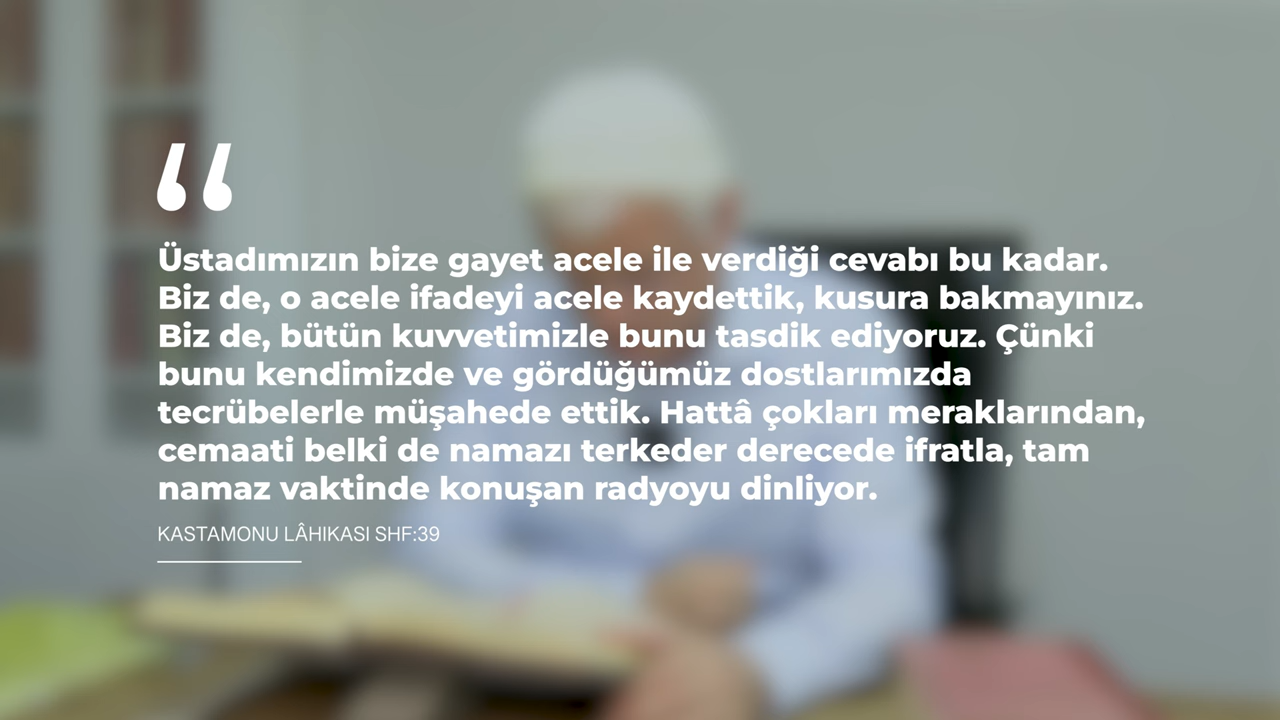 “
Üstadımızın bize gayet acele ile verdiği cevabı bu kadar.
Biz de, o acele ifadeyi acele kaydettik, kusura bakmayınız.
Biz de, bütün kuvvetimizle bunu tasdik ediyoruz. Çünki
bunu kendimizde ve gördüğümüz dostlarımızda
tecrübelerle müşahede ettik. Hattâ çokları meraklarından,
cemaati belki de namazı terkeder derecede ifratla, tam
namaz vaktinde konuşan radyoyu dinliyor.
KASTAMONU LÂHIKASI SHF:39